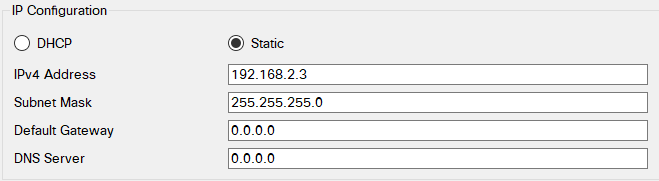 IP Configuration
DHCP Static
IPv4 Address 192.168.2.3
Subnet Mask 255.255.255.0
Default Gateway 0.0.0.0
DNS Server 0.0.0.0